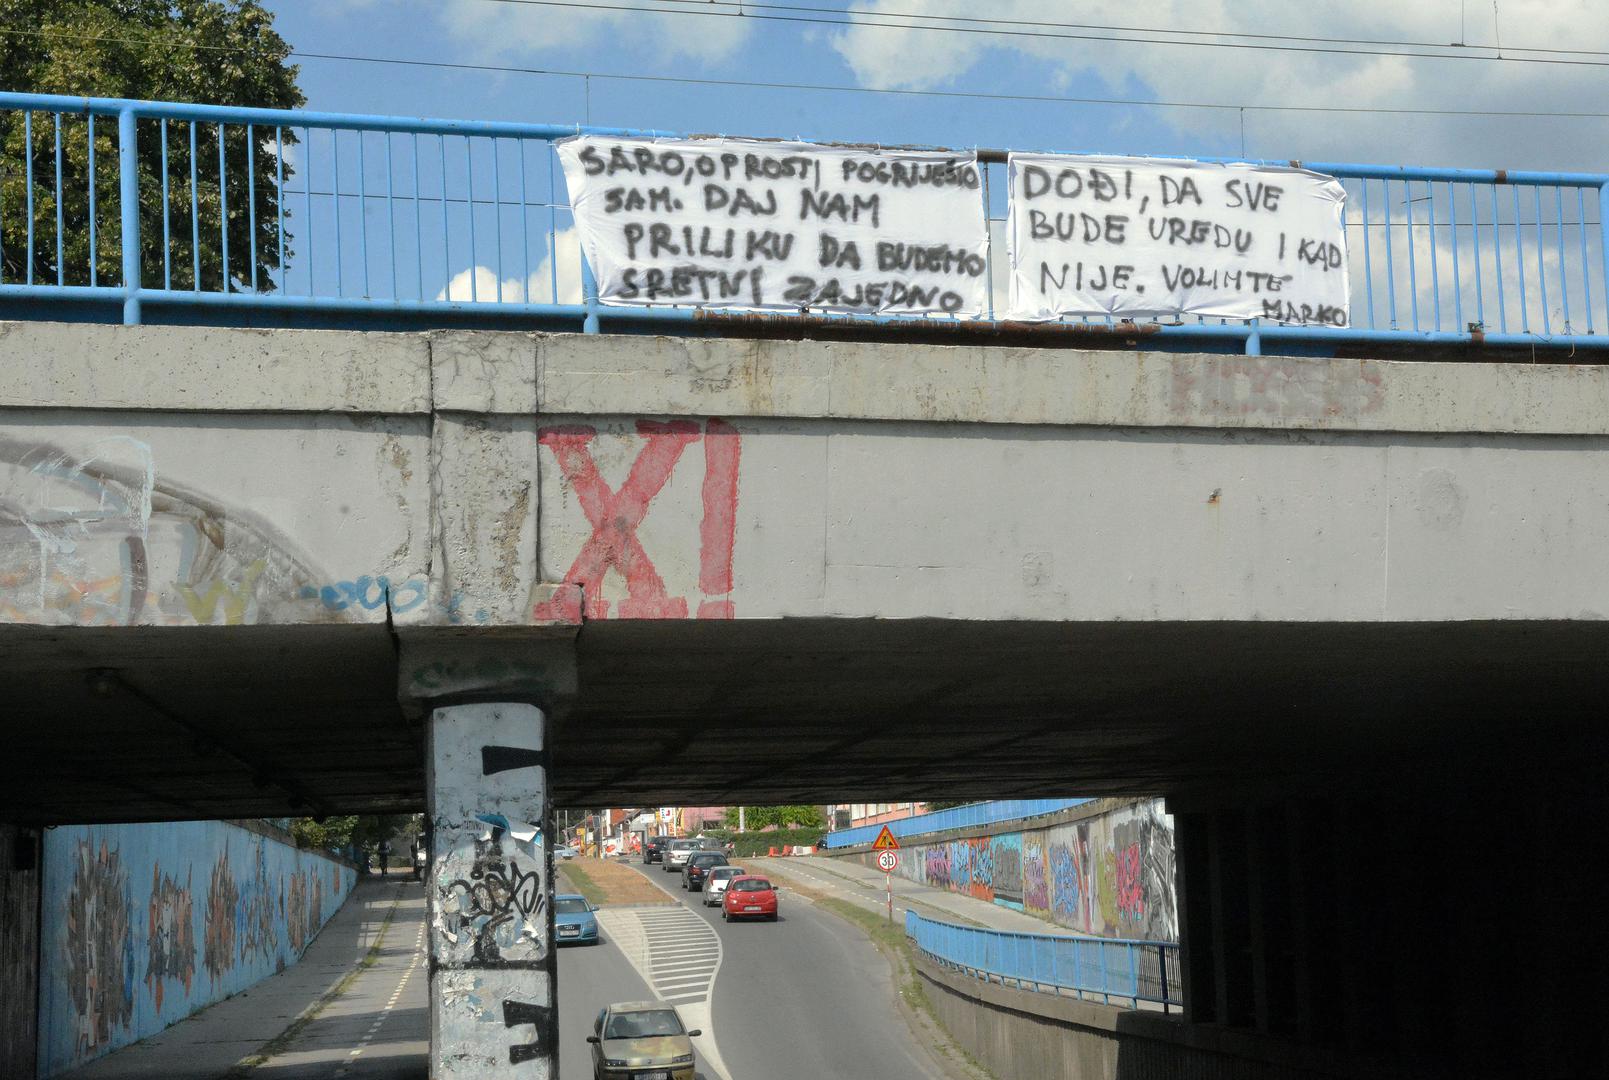 SARO, OPROSTI POGRIJEŠIO
SAM. DAJ NAM
PRILIKU DA BUDEMO
SRETNI ZAJEDNO
DOĐI, DA SVE
BUDE UREDU I KAD
NIJE. VOLIM TE
MARKO
XI
30